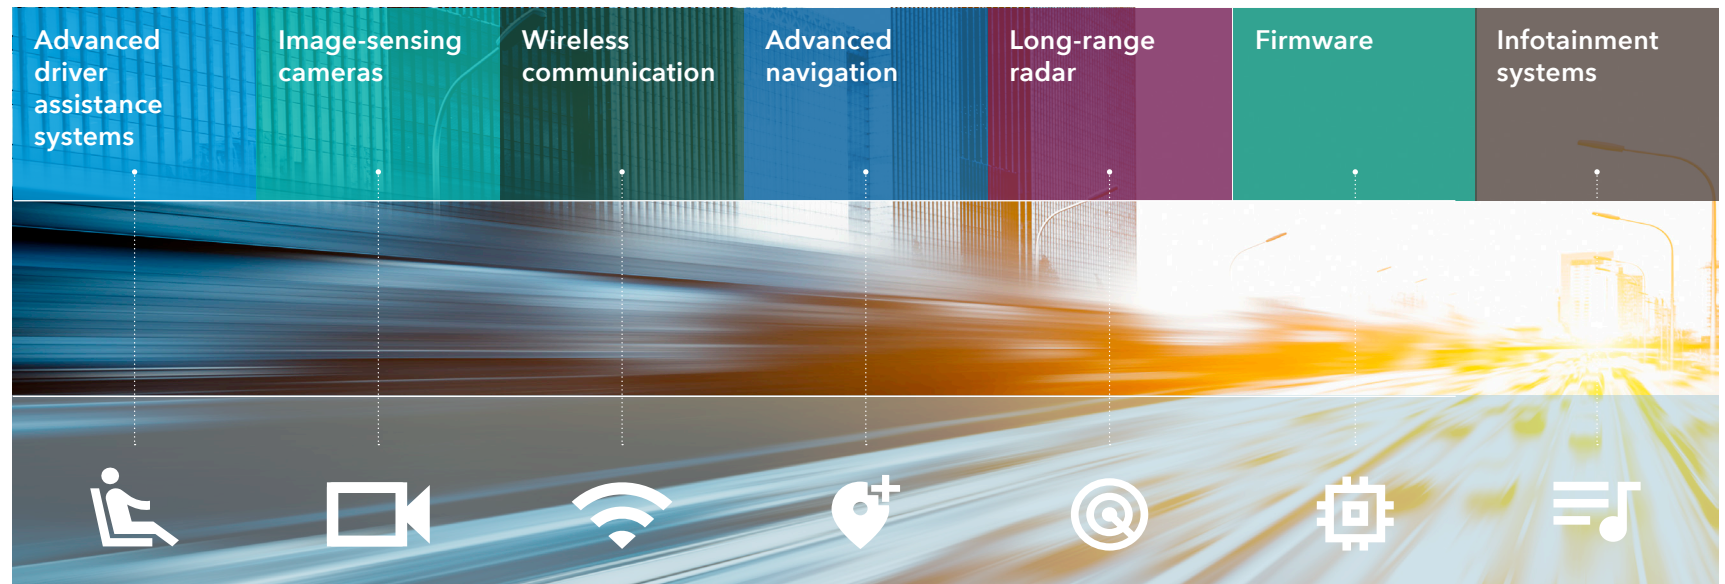 Advanced
driver
assistance
systems
Image-sensing
cameras
Wireless
communication
Advanced
navigation
Long-range
radar
Firmware
Infotainment
systems